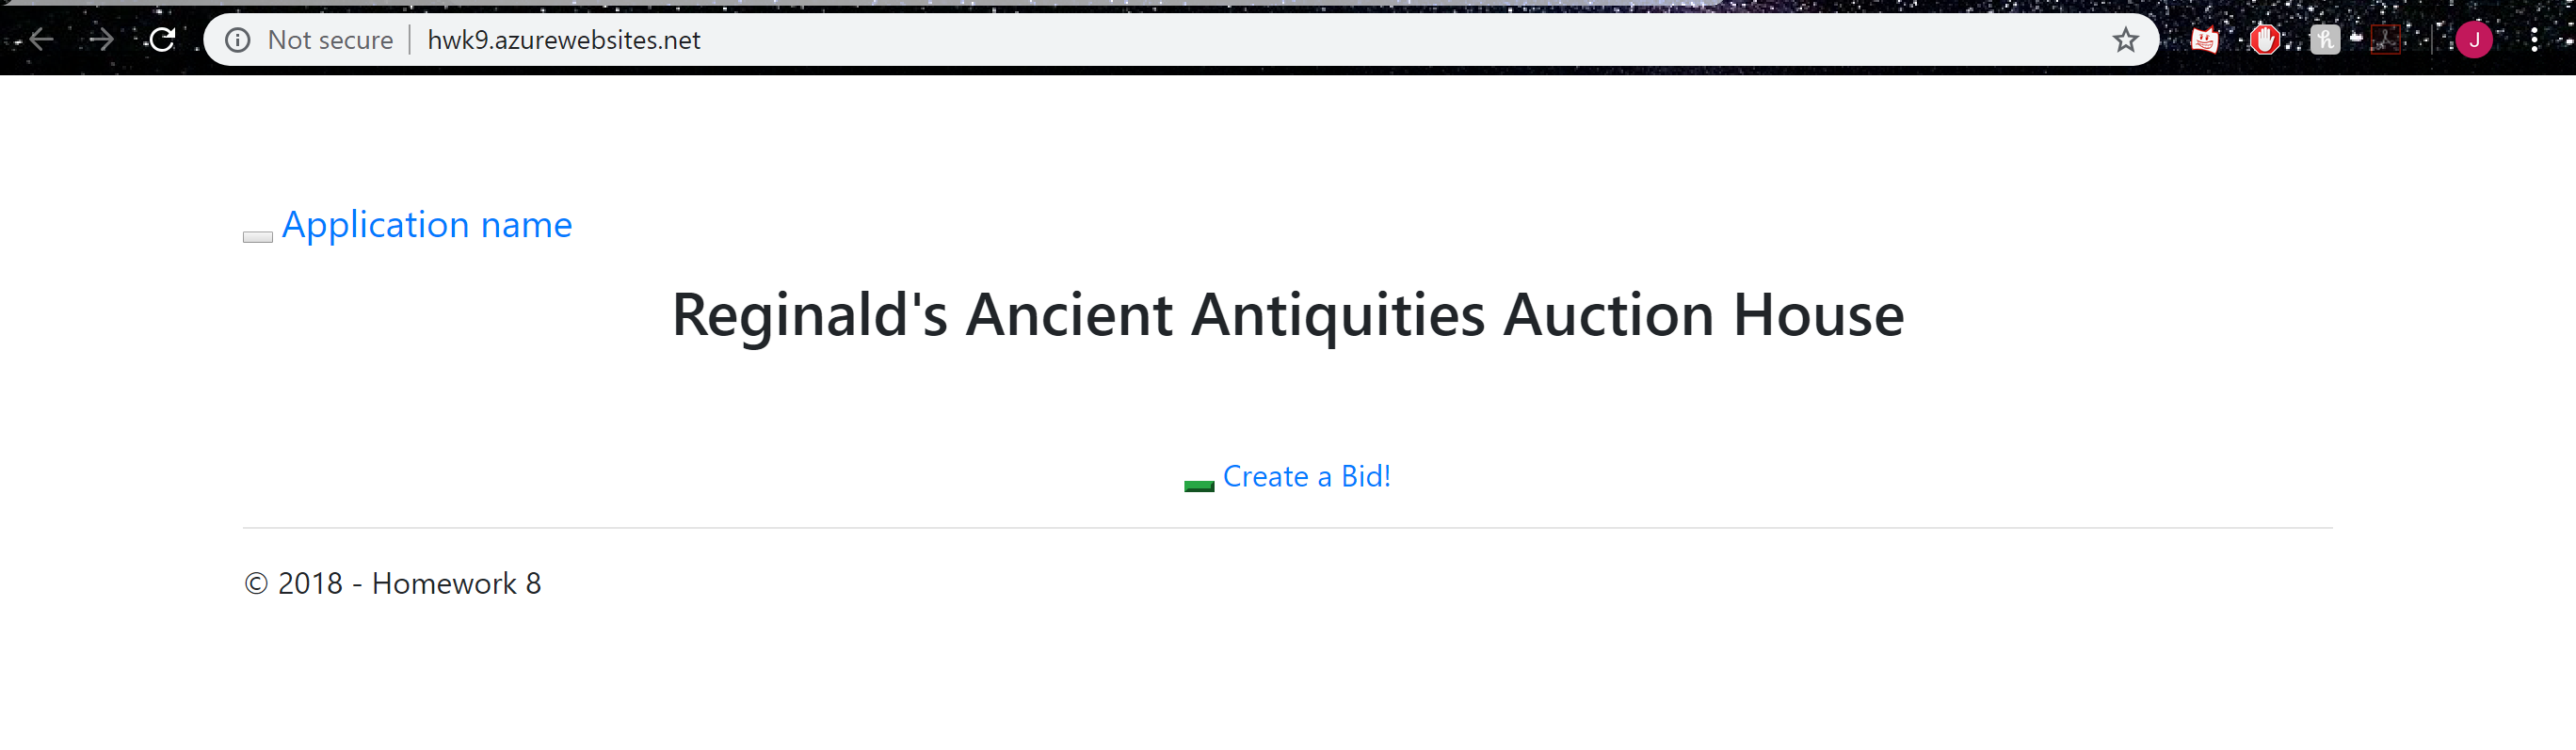 Not secure hwk9.azurewebsites.net J
Application name
Reginald's Ancient Antiquities Auction House
Create a Bid!
© 2018 - Homework 8